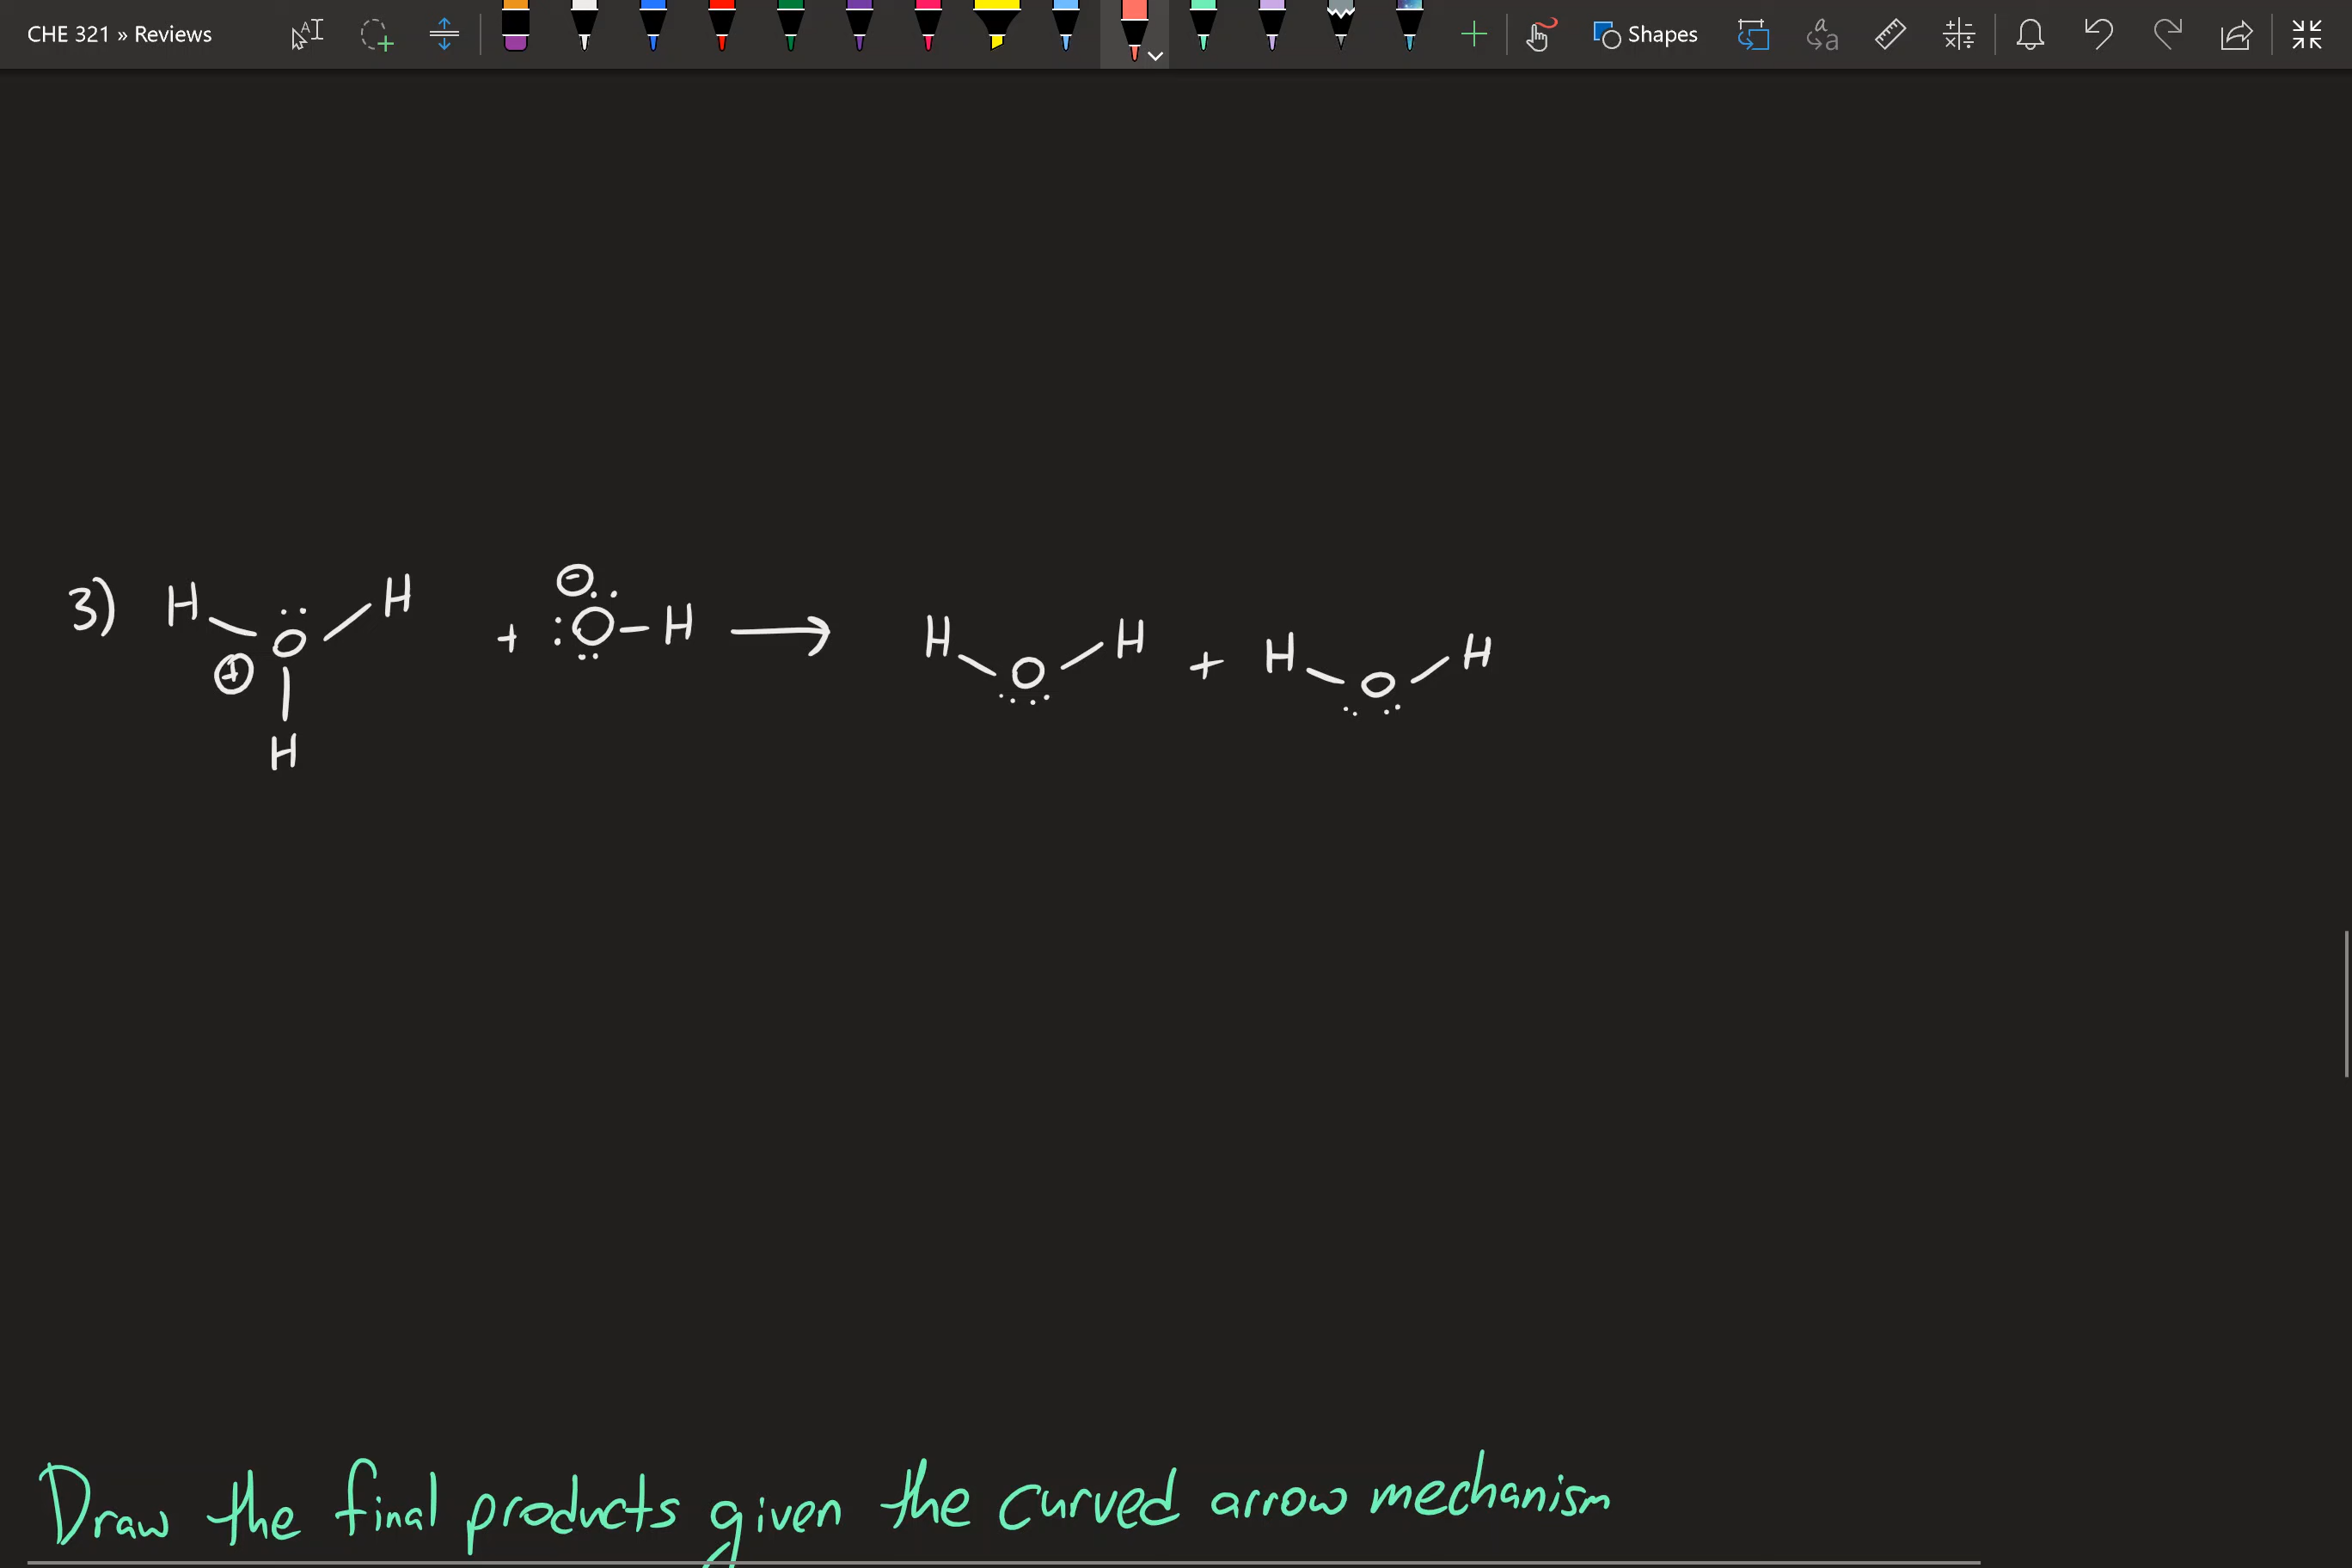 CHE 321 » Reviews
Shapes
3) H O H ⊕ H + ⊖ :O-H → H O H + H O H
Draw the final products given the curved arrow mechanism